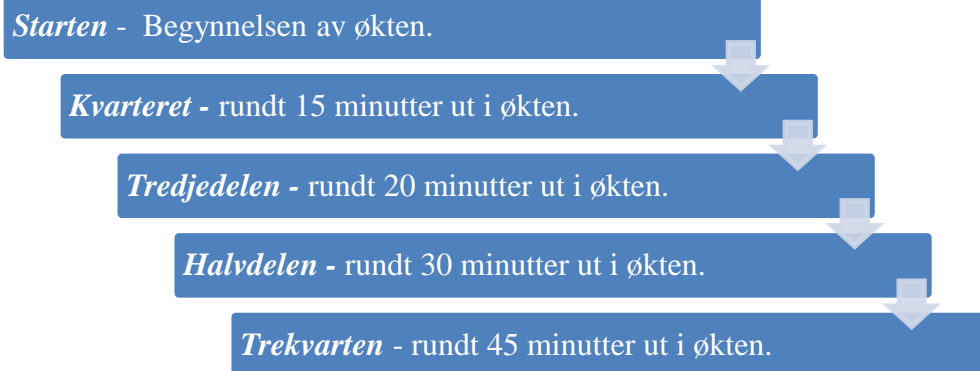 Starten - Begynnelsen av økten.
Kvarteret - rundt 15 minutter ut i økten.
Tredjedelen - rundt 20 minutter ut i økten.
Halvdelen - rundt 30 minutter ut i økten.
Trekvarten - rundt 45 minutter ut i økten.